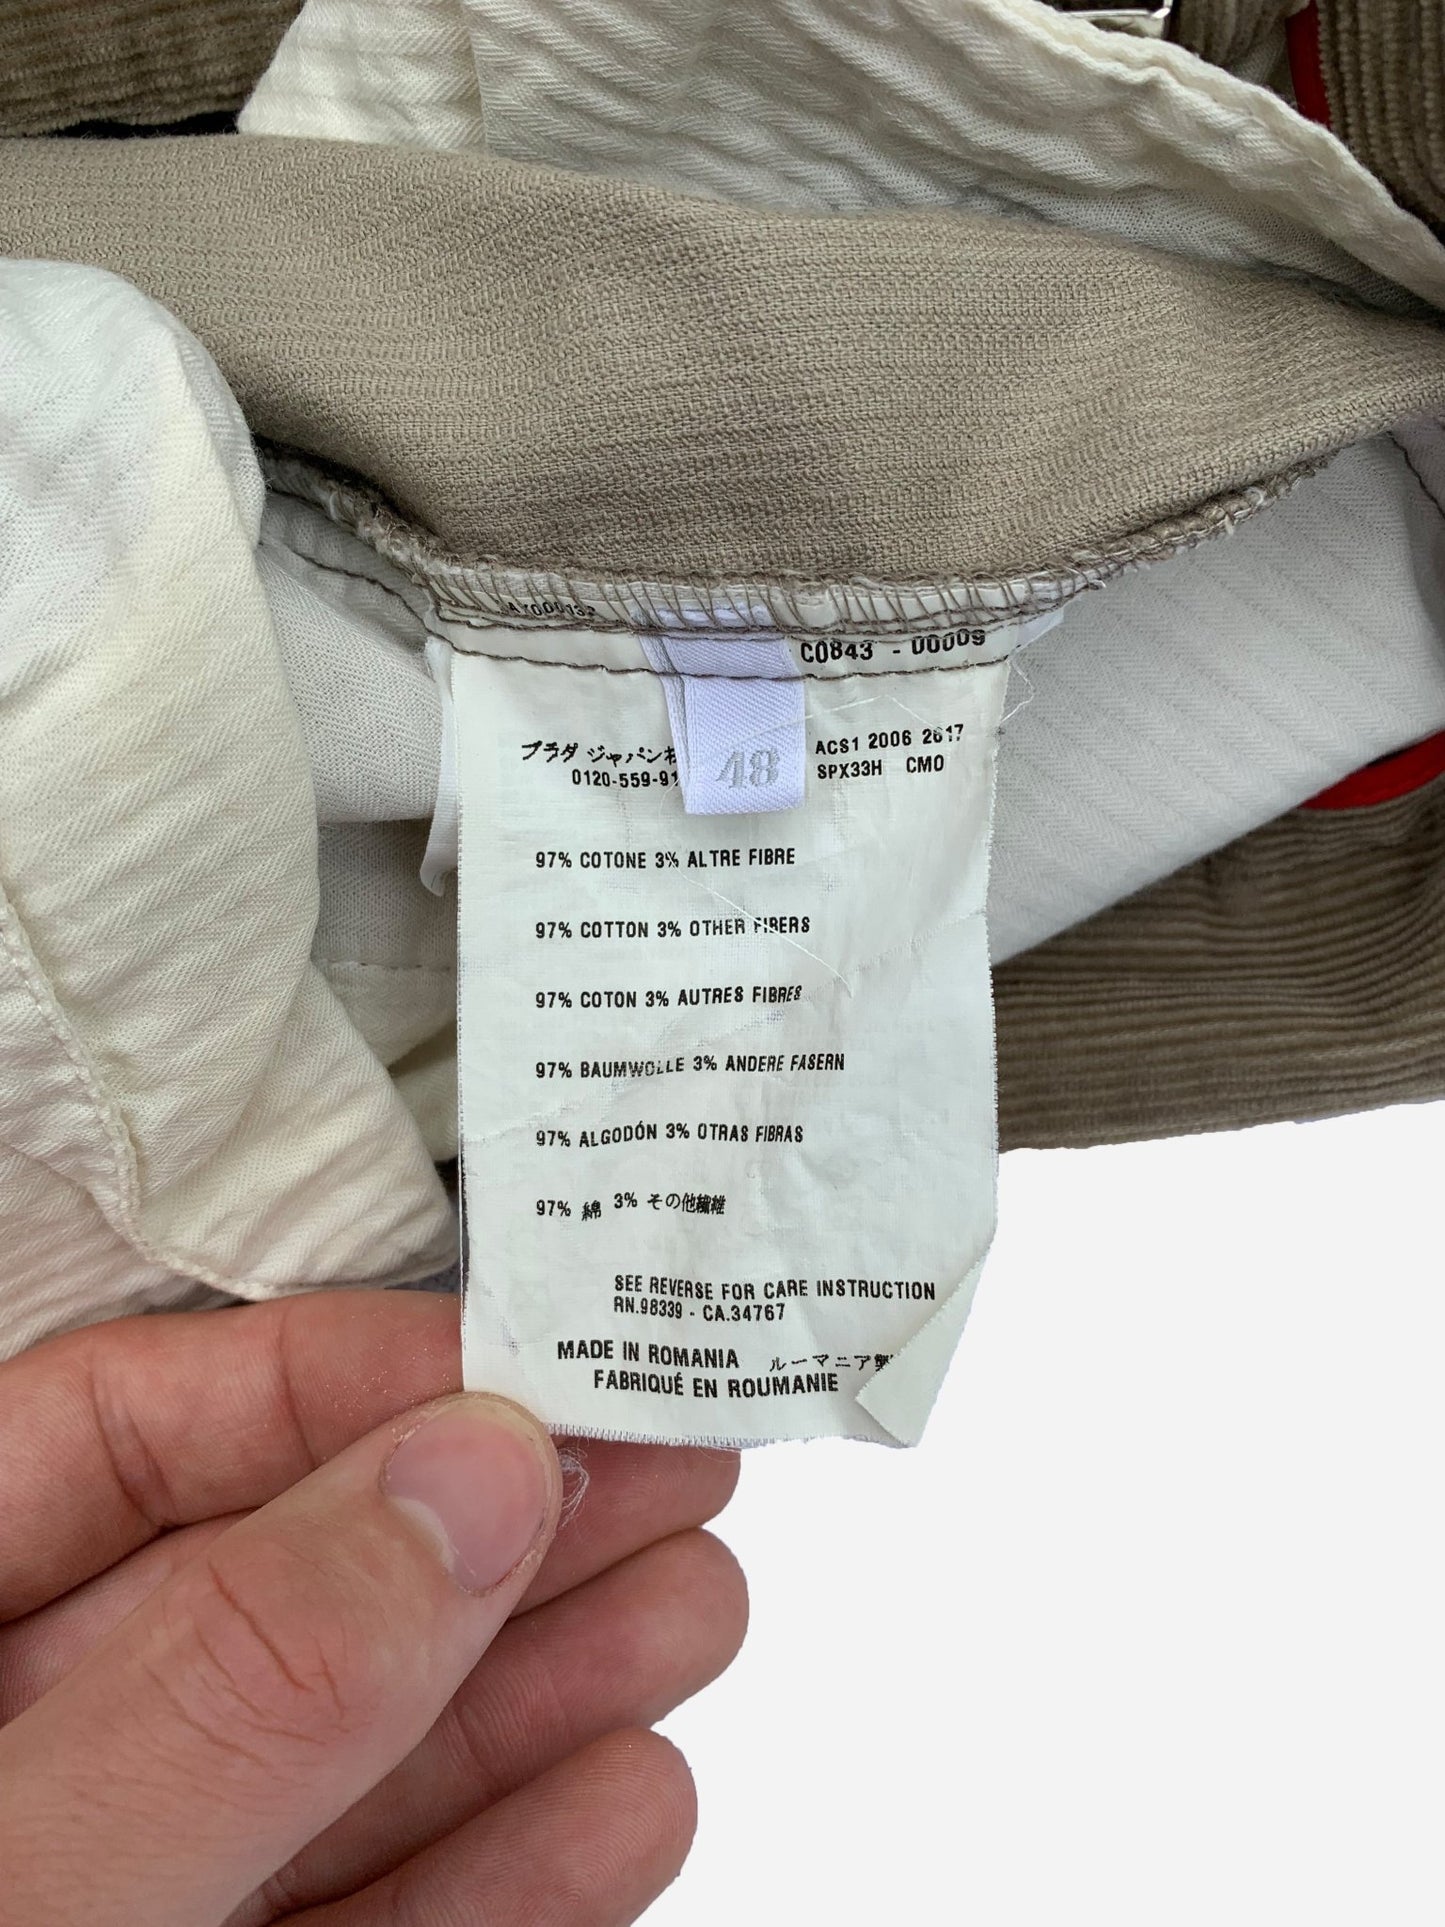 C0843 - 00009
プラダ ジャパン
0120-559-91
48
ACS1 2006 2617
SPX33H CMO
97% COTONE 3% ALTRE FIBRE
97% COTTON 3% OTHER FIBERS
97% COTON 3% AUTRES FIBRES
97% BAUMWOLLE 3% ANDERE FASERN
97% ALGODÓN 3% OTRAS FIBRAS
97% 綿 3% その他繊維
SEE REVERSE FOR CARE INSTRUCTION
RN.98339 - CA.34767
MADE IN ROMANIA ルーマニア製
FABRIQUÉ EN ROUMANIE